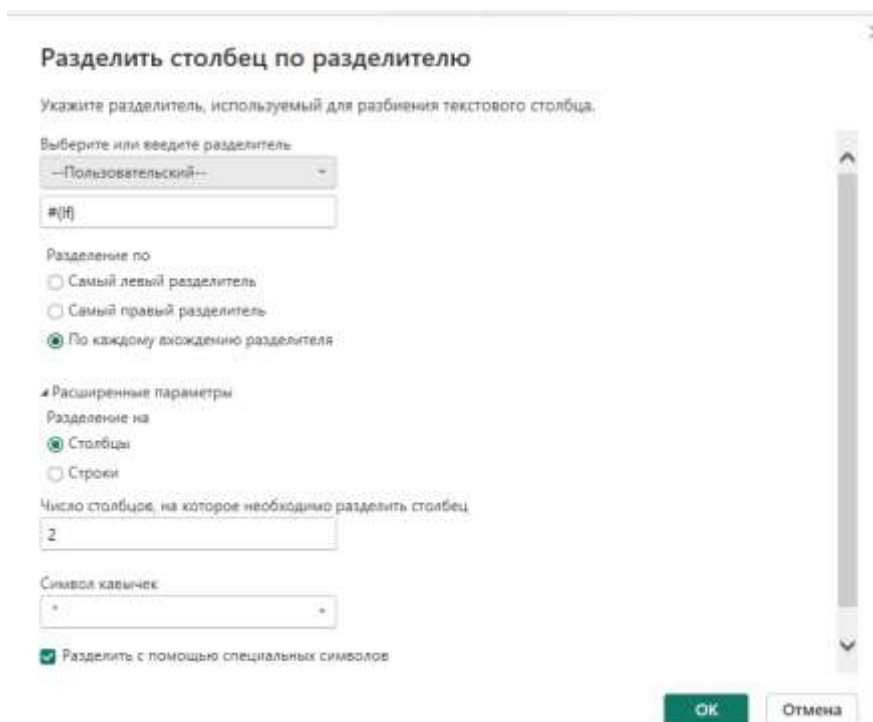 Разделить столбец по разделителю
Укажите разделитель, используемый для разбиения текстового столбца.
Выберите или введите разделитель
--Пользовательский--
#(lf)
Разделение по
Самый левый разделитель
Самый правый разделитель
По каждому вхождению разделителя
Расширенные параметры
Разделение на
Столбцы
Строки
Число столбцов, на которое необходимо разделить столбец
2
Символ кавычек
"
Разделить с помощью специальных символов
ОК
Отмена